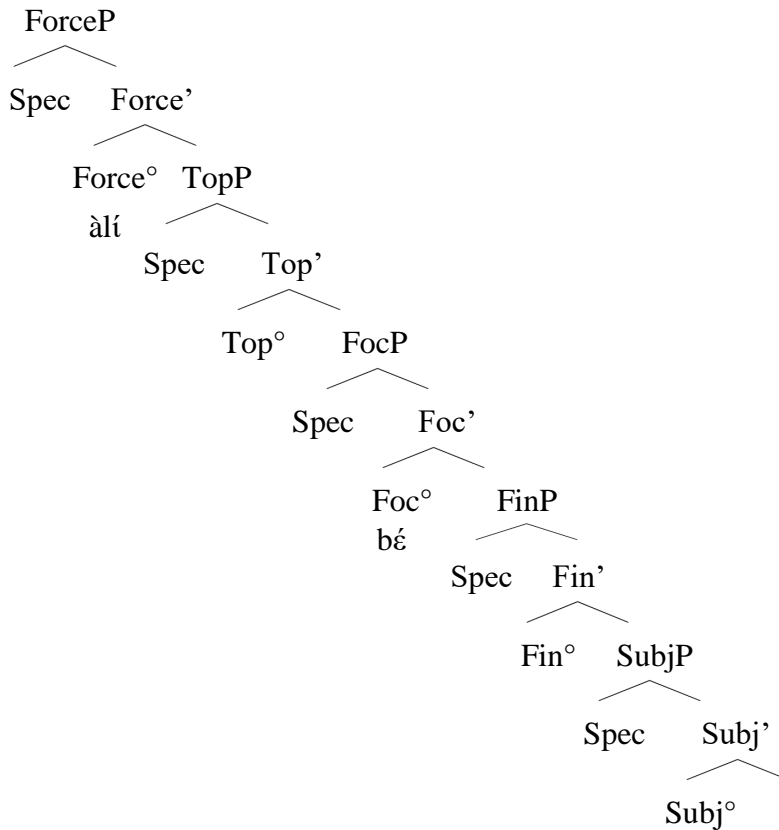 ForceP
Spec Force’
Force° TopP
àlí
Spec Top’
Top° FocP
Spec Foc’
Foc° FinP
bɛ́
Spec Fin’
Fin° SubjP
Spec Subj’
Subj°